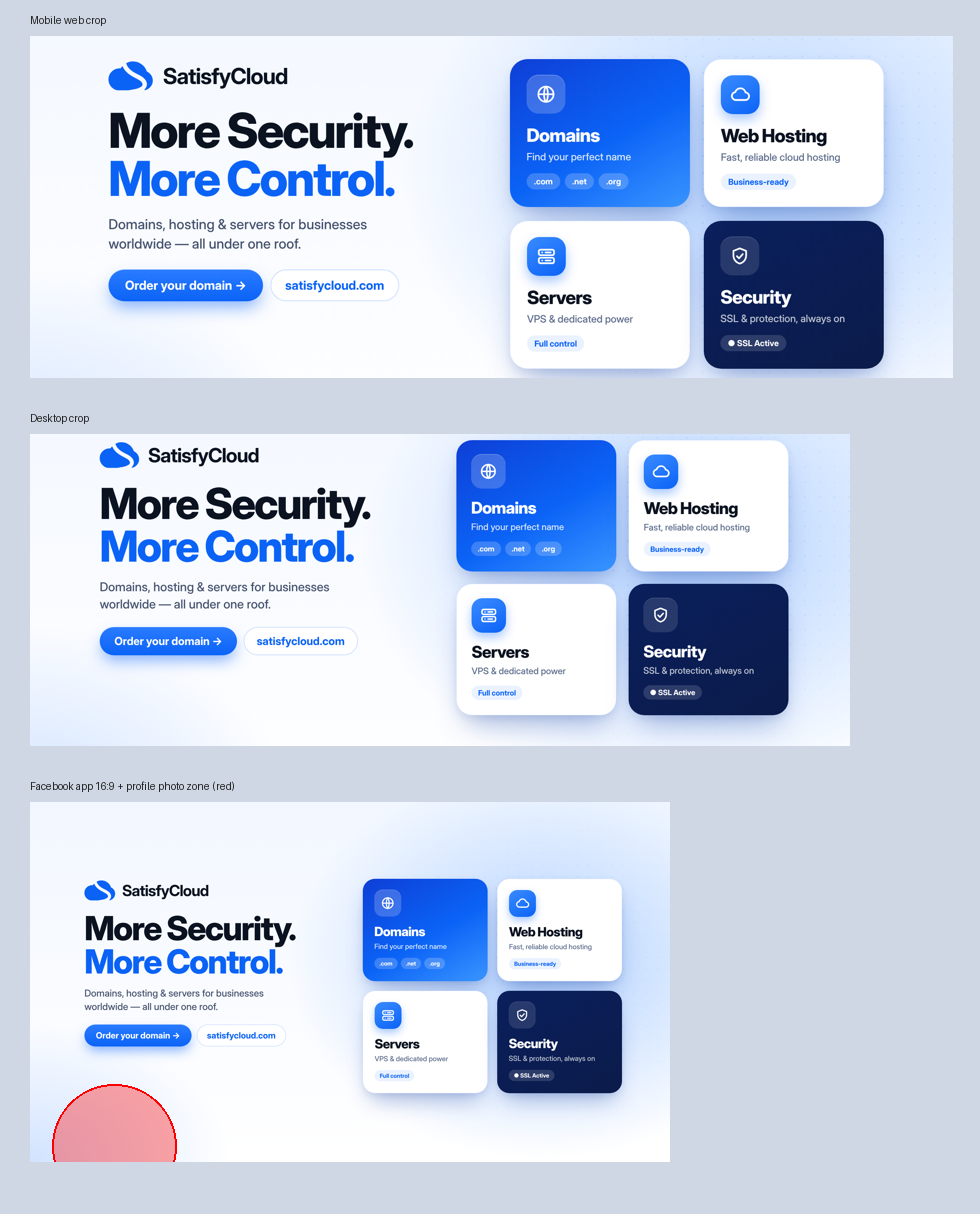 Mobile web crop
SatisfyCloud
More Security.
More Control.
Domains, hosting & servers for businesses
worldwide — all under one roof.
Order your domain →
satisfycloud.com
Domains
Find your perfect name
.com .net .org
Web Hosting
Fast, reliable cloud hosting
Business-ready
Servers
VPS & dedicated power
Full control
Security
SSL & protection, always on
● SSL Active
Desktop crop
SatisfyCloud
More Security.
More Control.
Domains, hosting & servers for businesses
worldwide — all under one roof.
Order your domain →
satisfycloud.com
Domains
Find your perfect name
.com .net .org
Web Hosting
Fast, reliable cloud hosting
Business-ready
Servers
VPS & dedicated power
Full control
Security
SSL & protection, always on
● SSL Active
Facebook app 16:9 + profile photo zone (red)
SatisfyCloud
More Security.
More Control.
Domains, hosting & servers for businesses
worldwide — all under one roof.
Order your domain →
satisfycloud.com
Domains
Find your perfect name
.com .net .org
Web Hosting
Fast, reliable cloud hosting
Business-ready
Servers
VPS & dedicated power
Full control
Security
SSL & protection, always on
● SSL Active